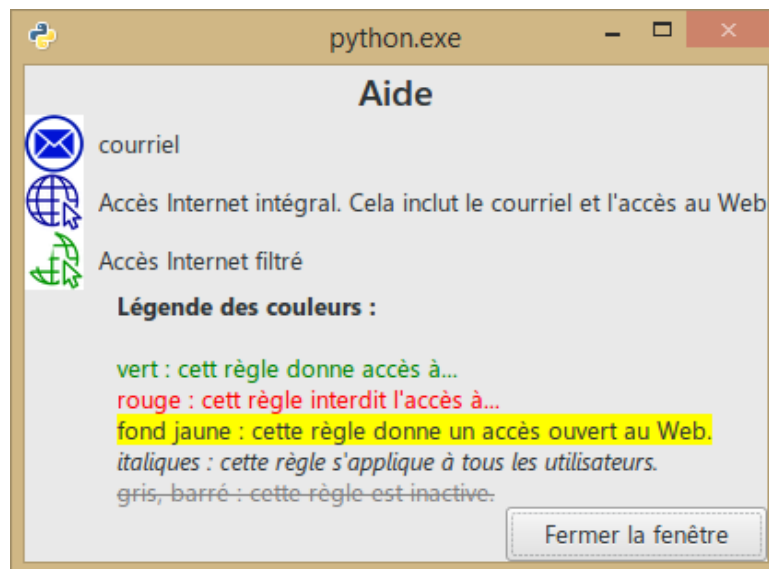 python.exe
Aide
courriel
Accès Internet intégral. Cela inclut le courriel et l'accès au Web
Accès Internet filtré
Légende des couleurs :
vert : cett règle donne accès à...
rouge : cett règle interdit l'accès à...
fond jaune : cette règle donne un accès ouvert au Web.
italiques : cette règle s'applique à tous les utilisateurs.
gris, barré : cette règle est inactive.
Fermer la fenêtre